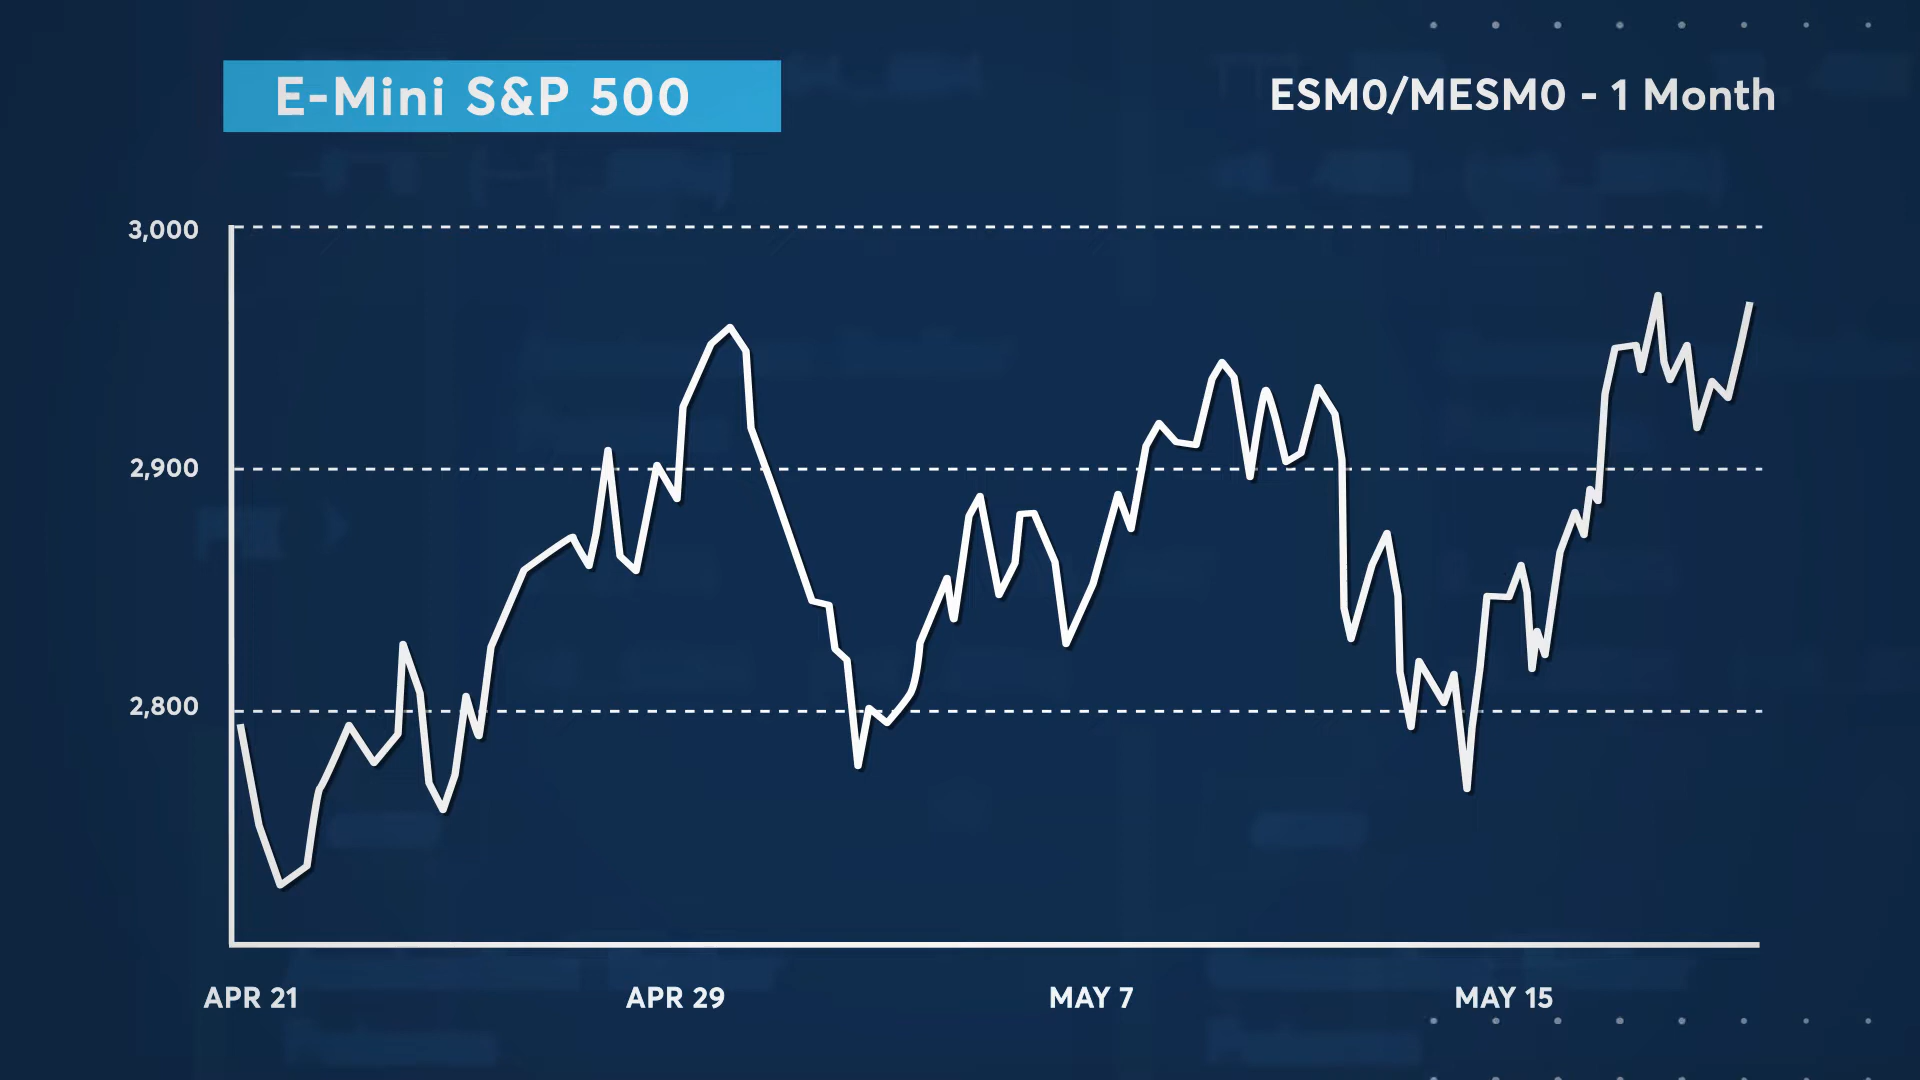 E-Mini S&P 500
ESM0/MESM0 - 1 Month
3,000
2,900
2,800
APR 21
APR 29
MAY 7
MAY 15